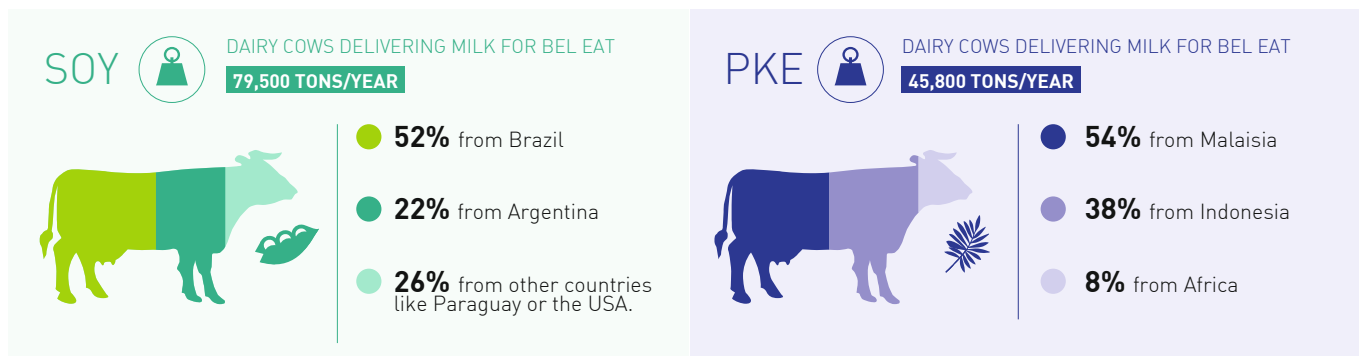 SOY
DAIRY COWS DELIVERING MILK FOR BEL EAT
79,500 TONS/YEAR
52% from Brazil
22% from Argentina
26% from other countries
like Paraguay or the USA.
PKE
DAIRY COWS DELIVERING MILK FOR BEL EAT
45,800 TONS/YEAR
54% from Malaisia
38% from Indonesia
8% from Africa